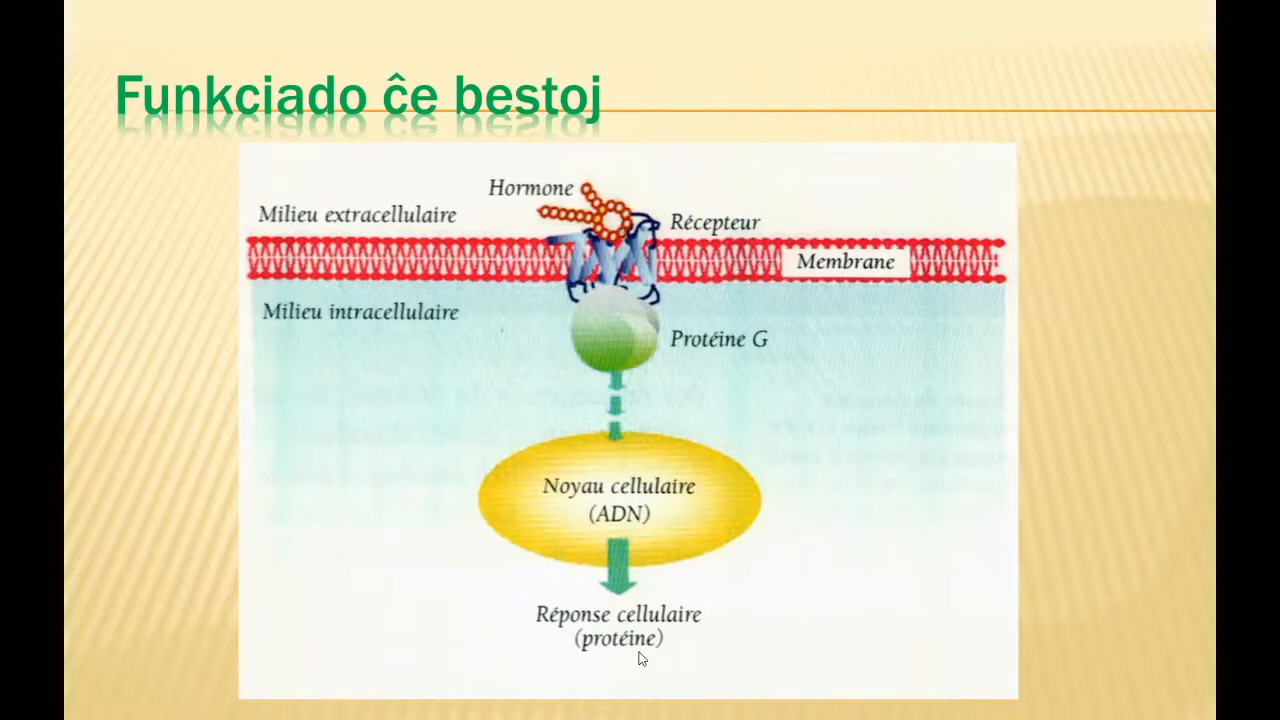 Funkciado ĉe bestoj
Hormone
Milieu extracellulaire
Récepteur
Membrane
Milieu intracellulaire
Protéine G
Noyau cellulaire
(ADN)
Réponse cellulaire
(protéine)